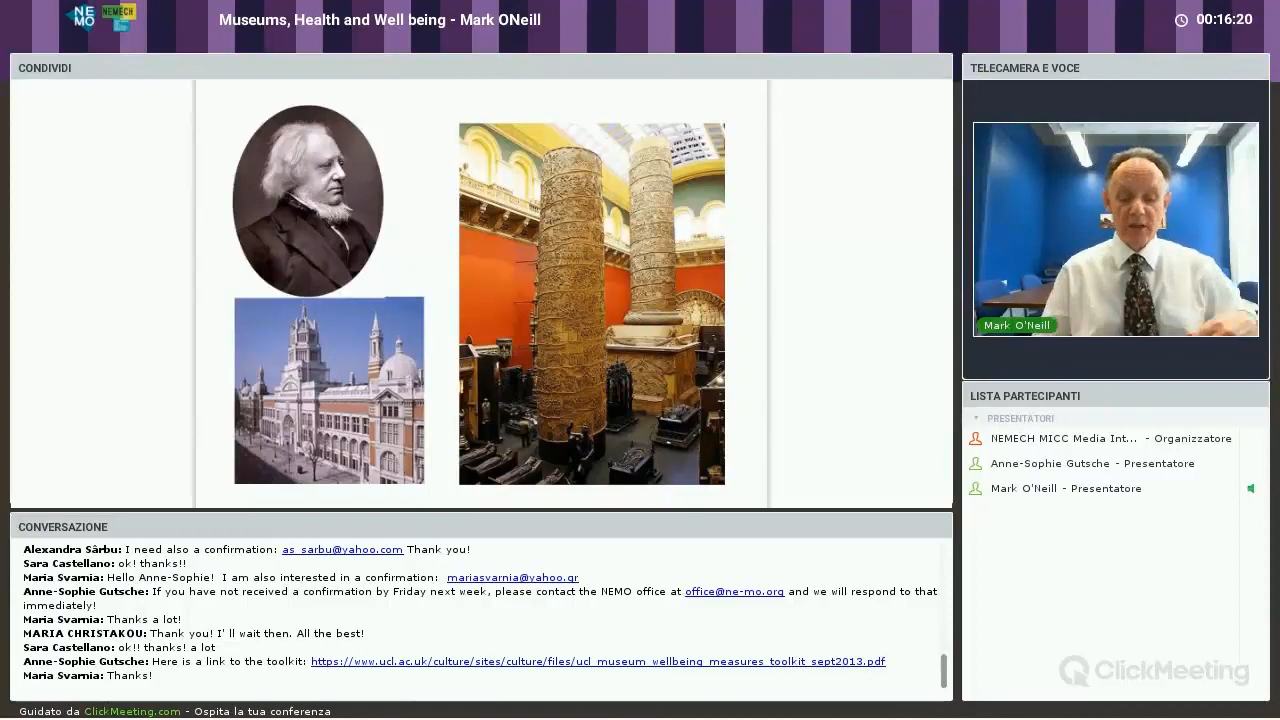 NEMO
NEMECH
Museums, Health and Well being - Mark ONeill
00:16:20
CONDIVIDI
TELECAMERA E VOCE
Mark O'Neill
LISTA PARTECIPANTI
PRESENTATORI
NEMECH MICC Media Int... - Organizzatore
Anne-Sophie Gutsche - Presentatore
Mark O'Neill - Presentatore
CONVERSAZIONE
Alexandra Sârbu: I need also a confirmation: as_sarbu@yahoo.com Thank you!
Sara Castellano: ok! thanks!!
Maria Svarnia: Hello Anne-Sophie! I am also interested in a confirmation: mariasvarnia@yahoo.gr
Anne-Sophie Gutsche: If you have not received a confirmation by Friday next week, please contact the NEMO office at office@ne-mo.org and we will respond to that
immediately!
Maria Svarnia: Thanks a lot!
MARIA CHRISTAKOU: Thank you! I' ll wait then. All the best!
Sara Castellano: ok!! thanks! a lot
Anne-Sophie Gutsche: Here is a link to the toolkit: https://www.ucl.ac.uk/culture/sites/culture/files/ucl_museum_wellbeing_measures_toolkit_sept2013.pdf
Maria Svarnia: Thanks!
ClickMeeting
Guidato da ClickMeeting.com - Ospita la tua conferenza